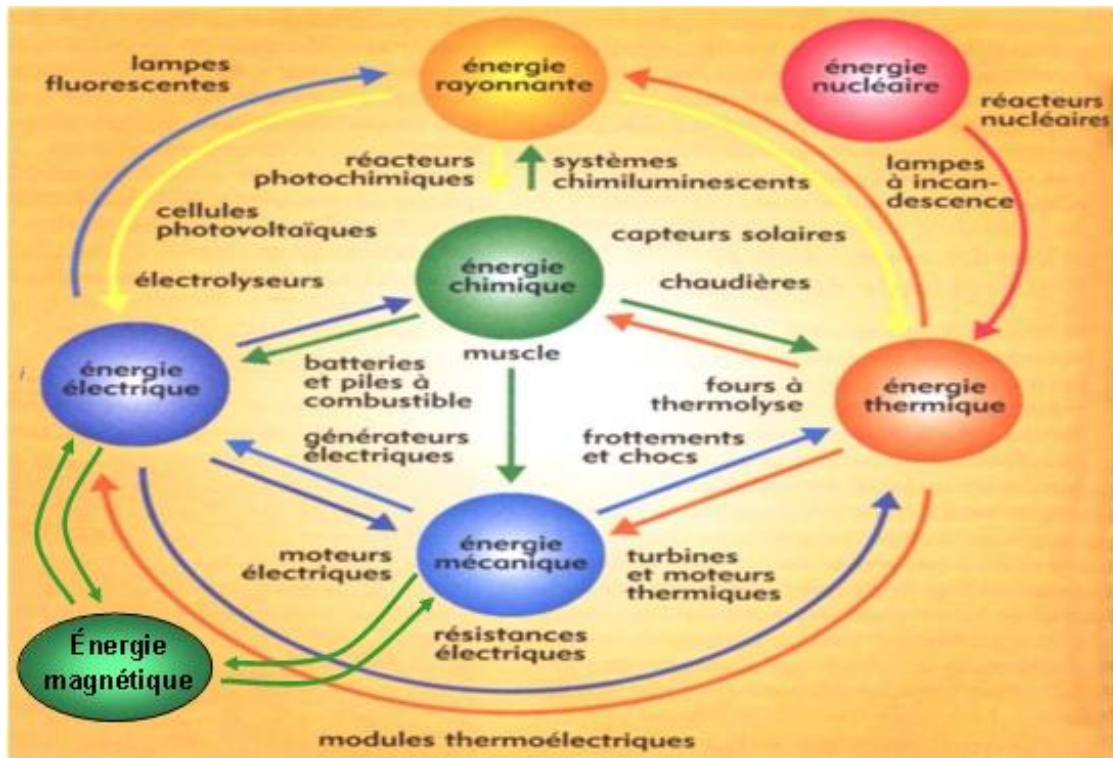 lampes
fluorescentes
énergie
rayonnante
énergie
nucléaire
réacteurs
nucléaires
réacteurs
photochimiques
systèmes
chimiluminescents
lampes
à incan-
descence
cellules
photovoltaïques
capteurs solaires
électrolyseurs
énergie
chimique
chaudières
énergie
électrique
batteries
et piles à
combustible
muscle
fours à
thermolyse
énergie
thermique
générateurs
électriques
frottements
et chocs
moteurs
électriques
énergie
mécanique
turbines
et moteurs
thermiques
Énergie
magnétique
résistances
électriques
modules thermoélectriques